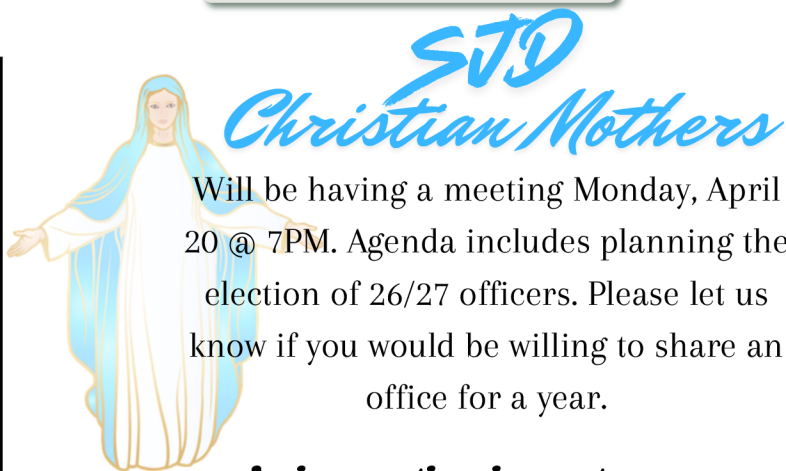 SJD
Christian Mothers
Will be having a meeting Monday, April
20 @ 7PM. Agenda includes planning the
election of 26/27 officers. Please let us
know if you would be willing to share an
office for a year.